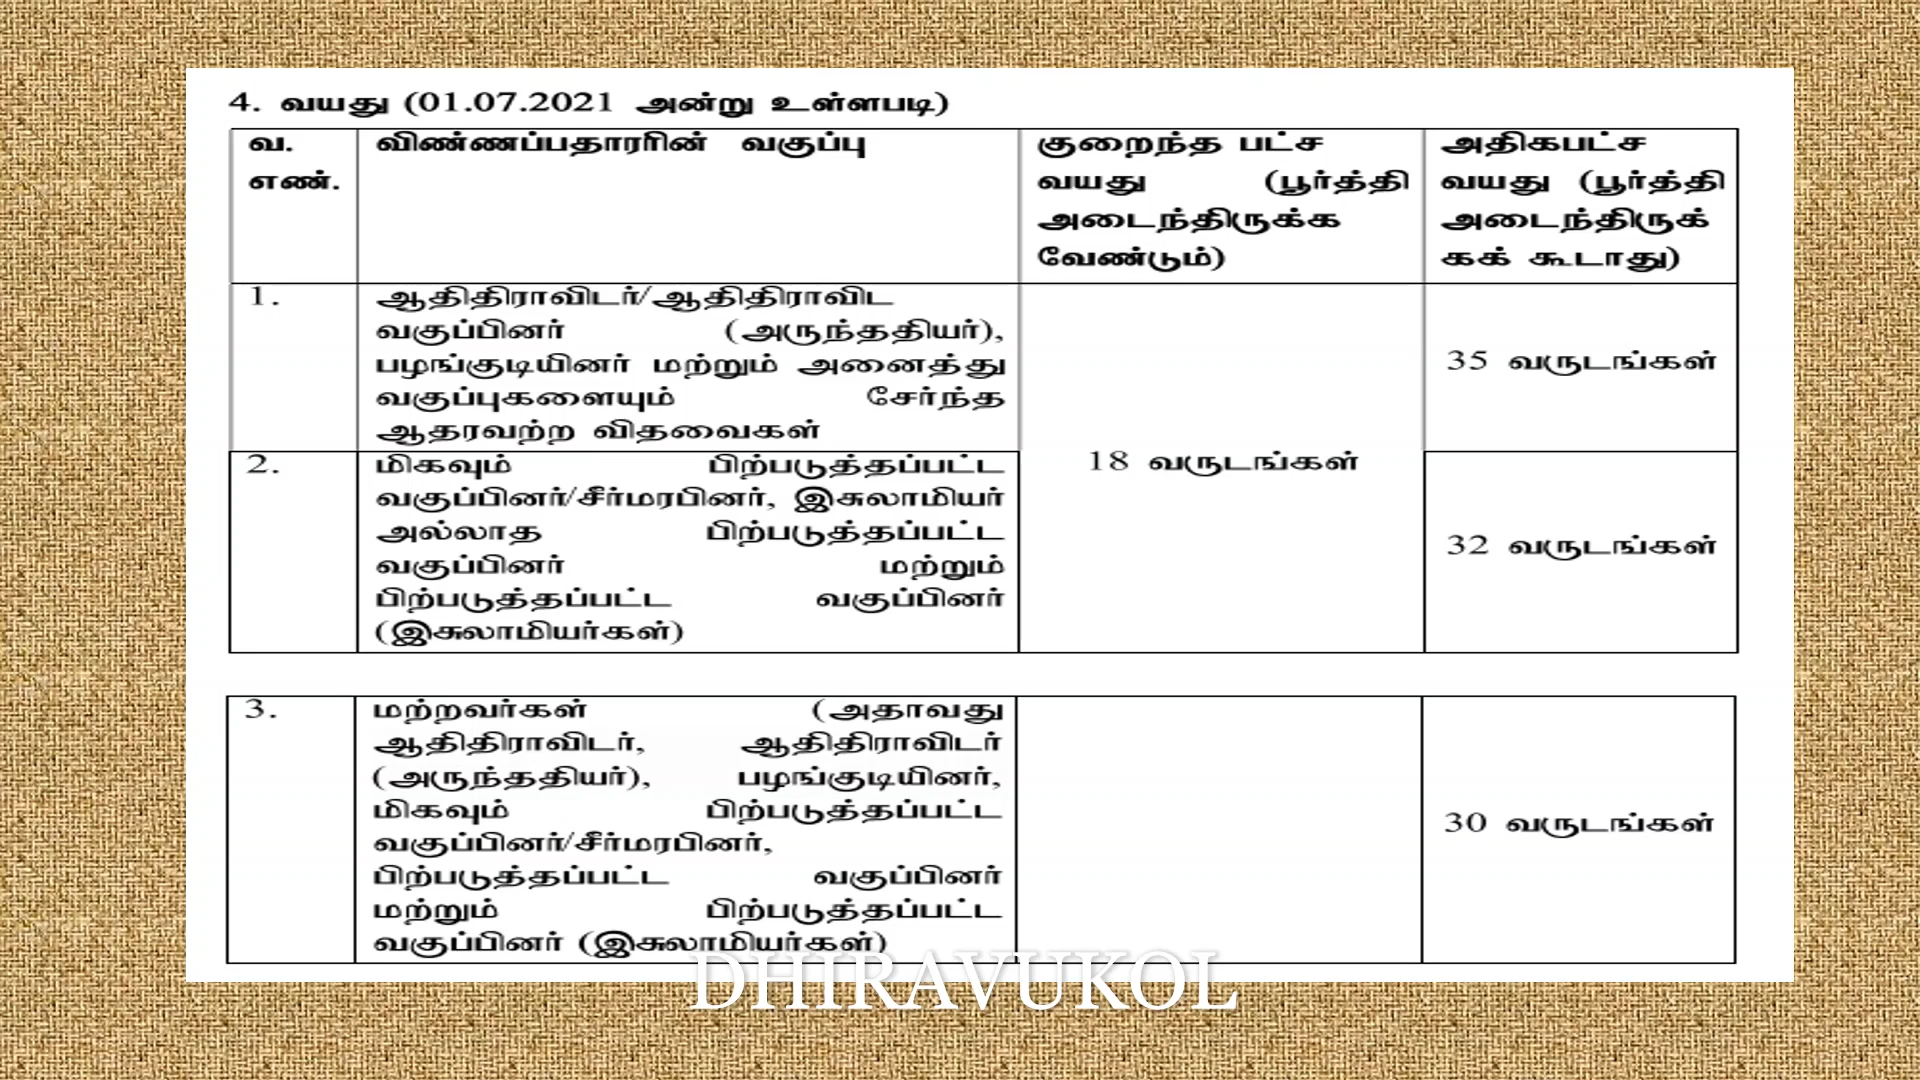 4. வயது (01.07.2021 அன்று உள்ளபடி)
வ. எண்.
விண்ணப்பதாரரின் வகுப்பு
குறைந்த பட்ச
வயது (பூர்த்தி
அடைந்திருக்க
வேண்டும்)
அதிகபட்ச
வயது (பூர்த்தி
அடைந்திருக்
கக் கூடாது)
1.
ஆதிதிராவிடர்/ஆதிதிராவிட
வகுப்பினர் (அருந்ததியர்),
பழங்குடியினர் மற்றும் அனைத்து
வகுப்புகளையும் சேர்ந்த
ஆதரவற்ற விதவைகள்
18 வருடங்கள்
35 வருடங்கள்
2.
மிகவும் பிற்படுத்தப்பட்ட
வகுப்பினர்/சீர்மரபினர், இசுலாமியர்
அல்லாத பிற்படுத்தப்பட்ட
வகுப்பினர் மற்றும்
பிற்படுத்தப்பட்ட வகுப்பினர்
(இசுலாமியர்கள்)
32 வருடங்கள்
3.
மற்றவர்கள் (அதாவது
ஆதிதிராவிடர், ஆதிதிராவிடர்
(அருந்ததியர்), பழங்குடியினர்,
மிகவும் பிற்படுத்தப்பட்ட
வகுப்பினர்/சீர்மரபினர்,
பிற்படுத்தப்பட்ட வகுப்பினர்
மற்றும் பிற்படுத்தப்பட்ட
வகுப்பினர் (இசுலாமியர்கள்)
30 வருடங்கள்
DHIRAVUKOL